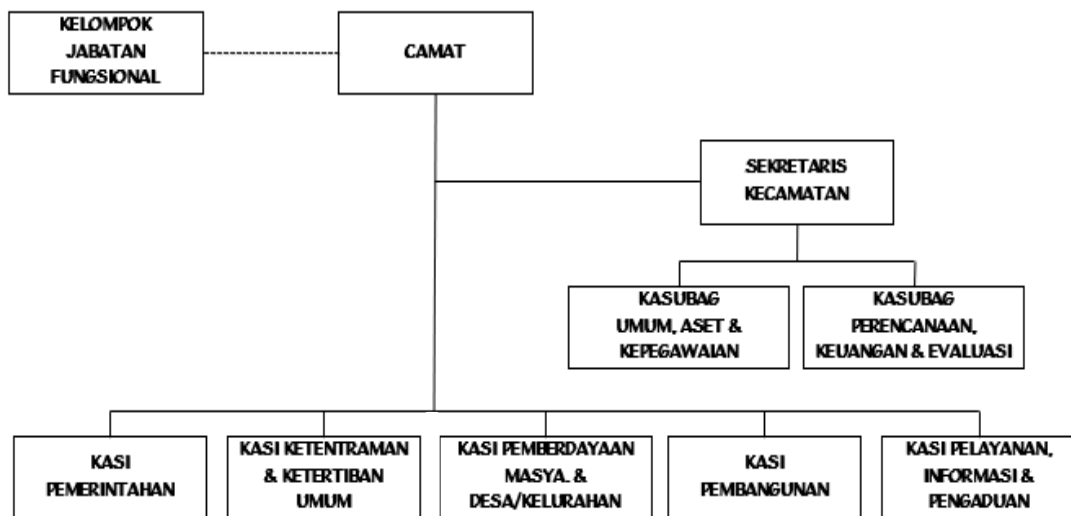 KELOMPOK
JABATAN
FUNGSIONAL
CAMAT
SEKRETARIS
KECAMATAN
KASUBAG
UMUM, ASET &
KEPEGAWAIAN
KASUBAG
PERENCANAAN,
KEUANGAN & EVALUASI
KASI
PEMERINTAHAN
KASI KETENTRAMAN
& KETERTIBAN
UMUM
KASI PEMBERDAYAAN
MASYA. &
DESA/KELURAHAN
KASI
PEMBANGUNAN
KASI PELAYANAN,
INFORMASI &
PENGADUAN